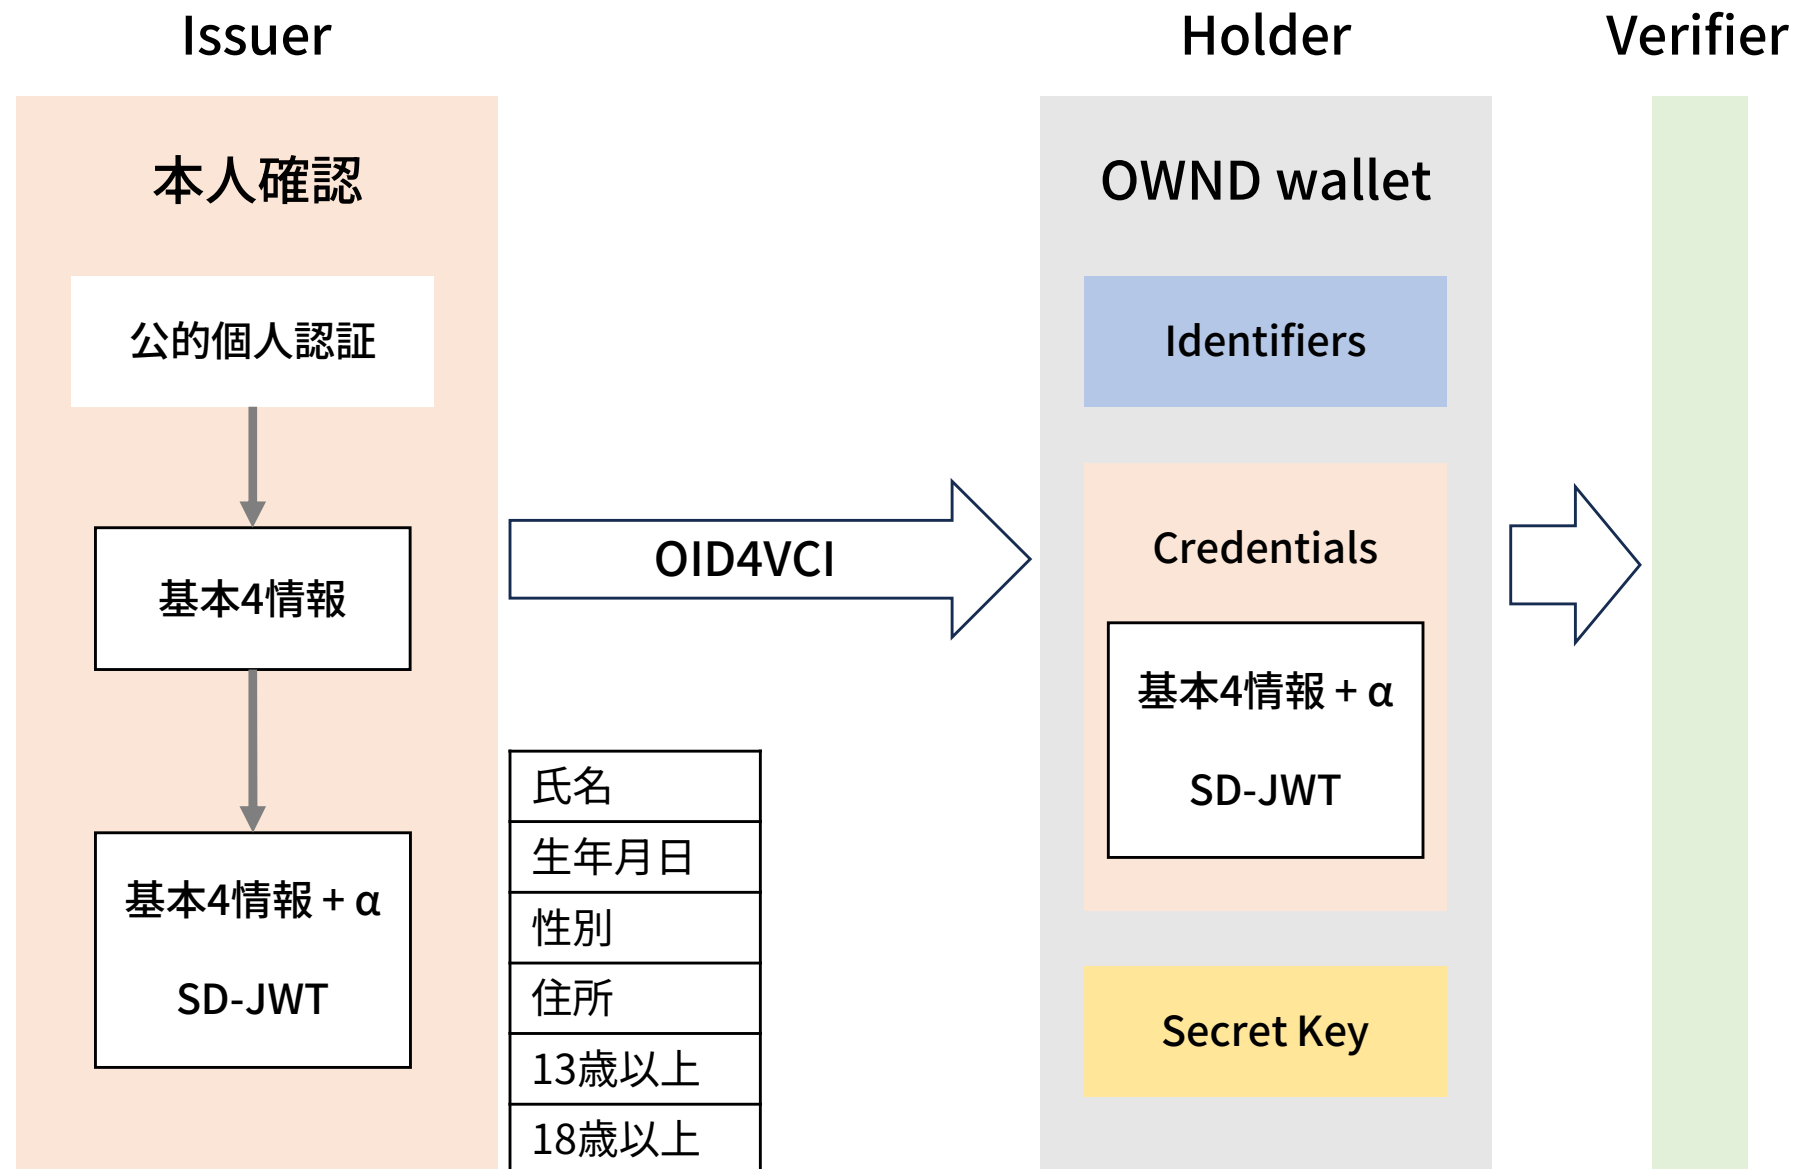 Issuer
Holder
Verifier
本人確認
公的個人認証
基本4情報
基本4情報 + α
SD-JWT
OID4VCI
氏名
生年月日
性別
住所
13歳以上
18歳以上
OWND wallet
Identifiers
Credentials
基本4情報 + α
SD-JWT
Secret Key